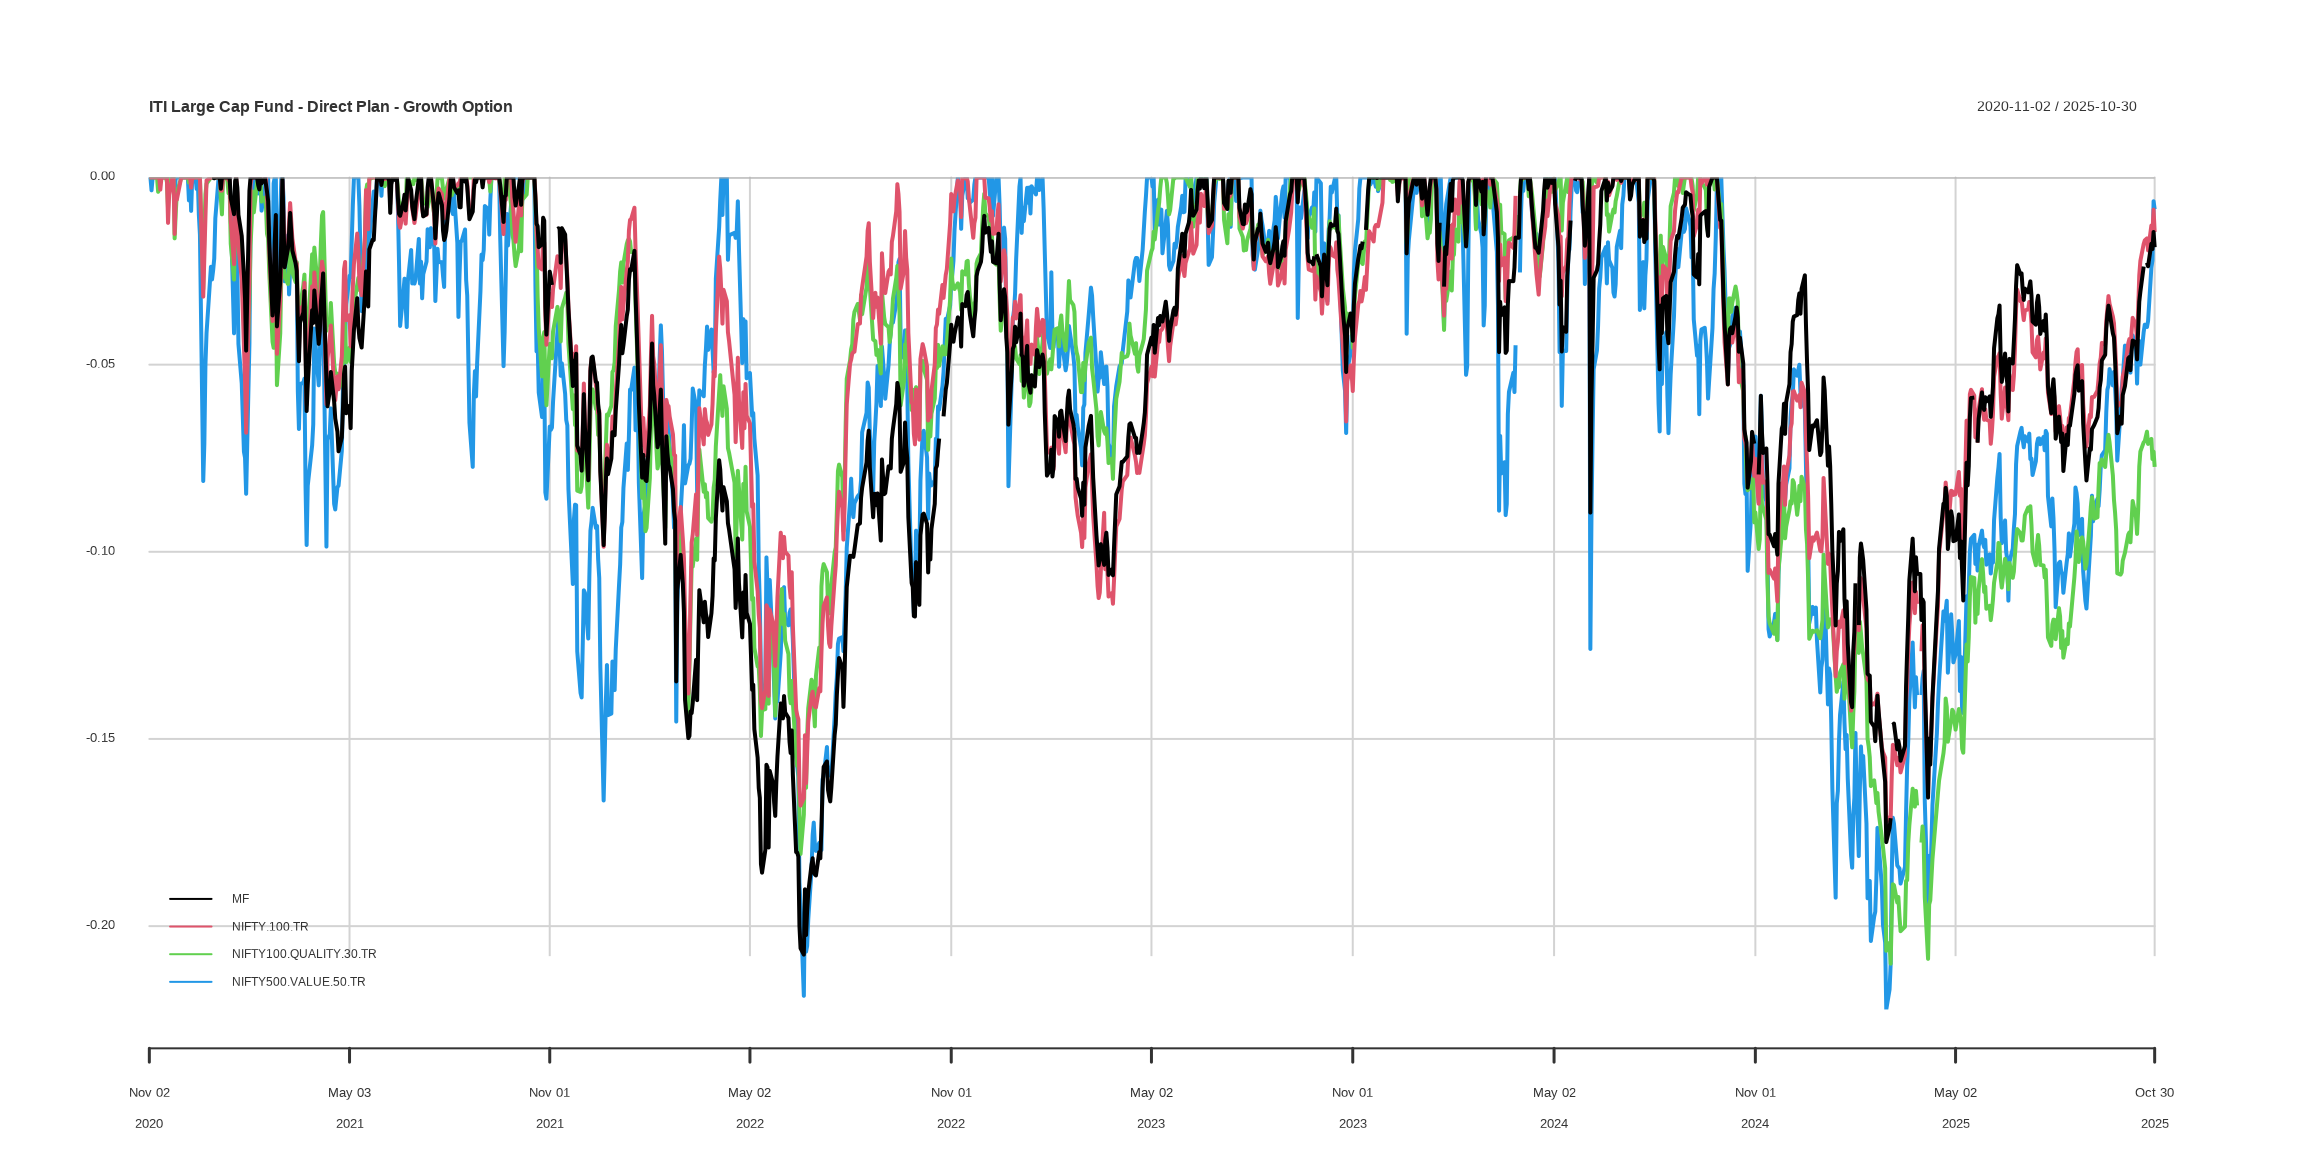 ITI Large Cap Fund - Direct Plan - Growth Option
2020-11-02 / 2025-10-30
0.00
-0.05
-0.10
-0.15
-0.20
MF
NIFTY.100.TR
NIFTY100.QUALITY.30.TR
NIFTY500.VALUE.50.TR
Nov 02 May 03 Nov 01 May 02 Nov 01 May 02 Nov 01 May 02 Nov 01 May 02 Oct 30
2020 2021 2021 2022 2022 2023 2023 2024 2024 2025 2025